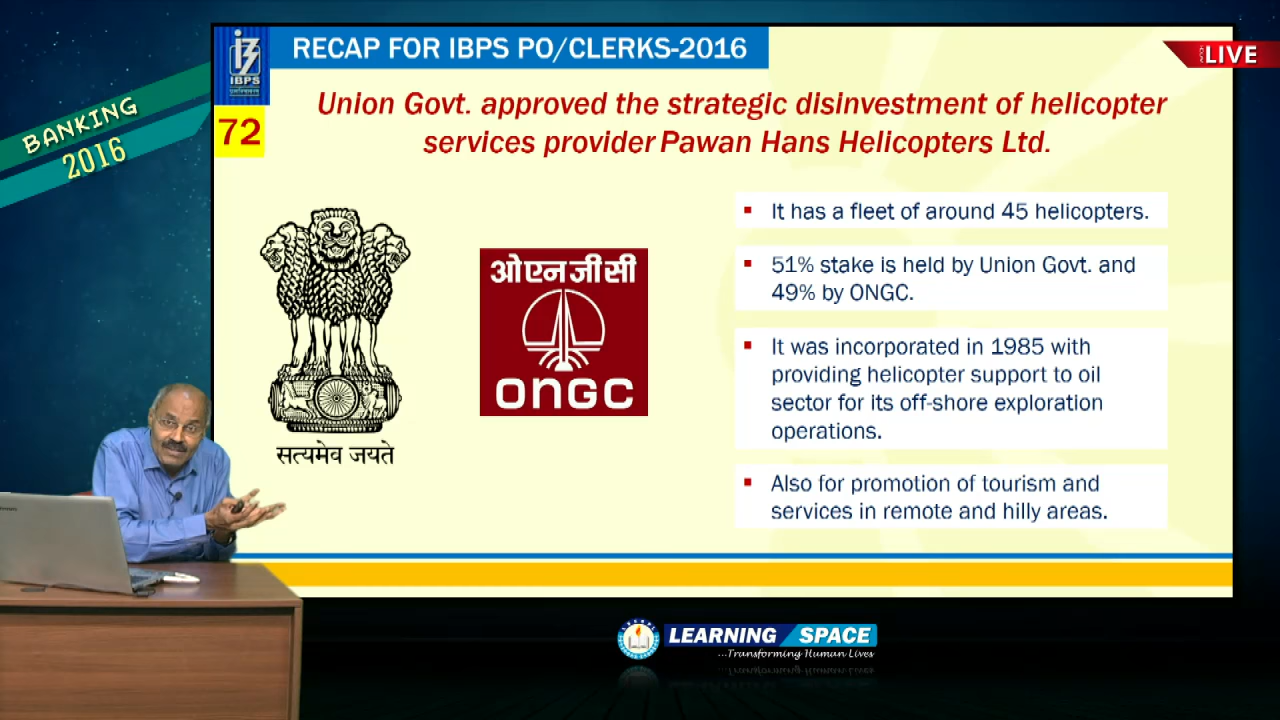 RECAP FOR IBPS PO/CLERKS-2016
IBPS
LIVE
BANKING
2016
72
Union Govt. approved the strategic disinvestment of helicopter
services provider Pawan Hans Helicopters Ltd.
सत्यमेव जयते
ओएनजीसी
ONGC
▪ It has a fleet of around 45 helicopters.
▪ 51% stake is held by Union Govt. and
49% by ONGC.
▪ It was incorporated in 1985 with
providing helicopter support to oil
sector for its off-shore exploration
operations.
▪ Also for promotion of tourism and
services in remote and hilly areas.
LEARNING SPACE
...Transforming Human Lives